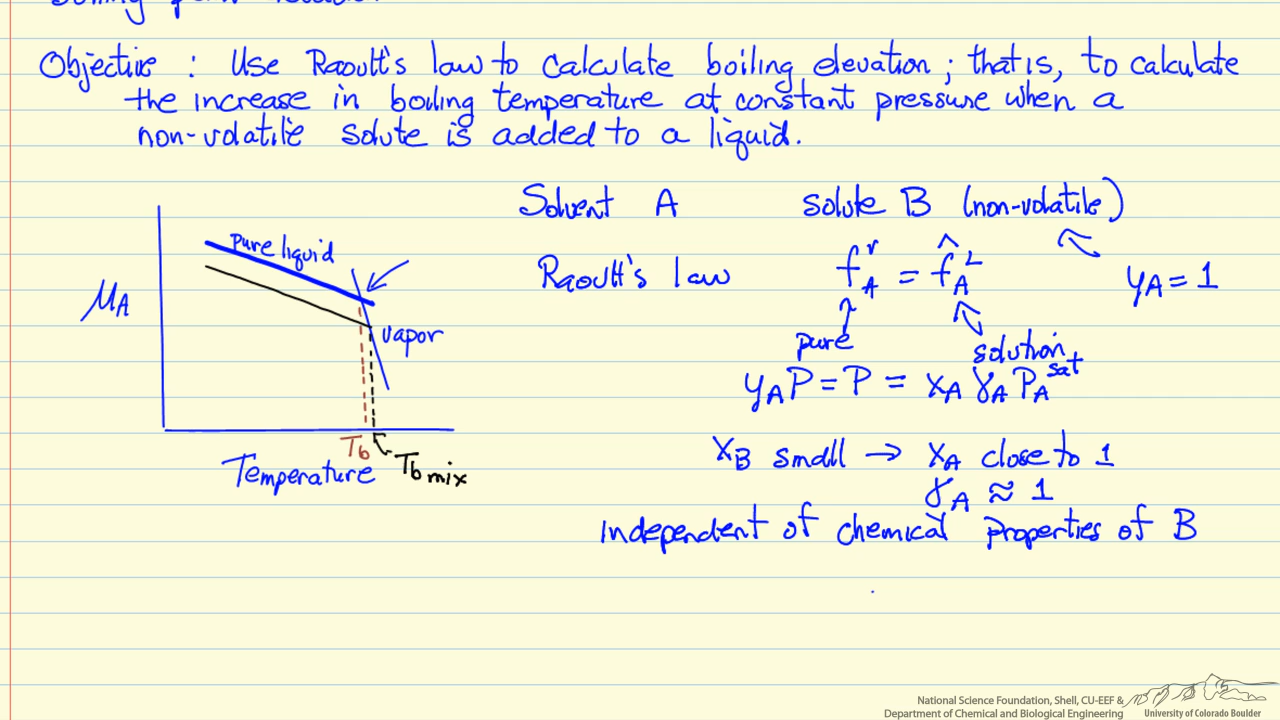 Objective : Use Raoult's law to calculate boiling elevation ; that is, to calculate
the increase in boiling temperature at constant pressure when a
non-volatile solute is added to a liquid.
Solvent A solute B (non-volatile)
pure liquid
Raoult's law f_A^V = f̂_A^L y_A = 1
μ_A
vapor
pure solution
y_A P = P = x_A γ_A P_A^sat
T_b
T_b mix
Temperature
x_B small → x_A close to 1
γ_A ≈ 1
Independent of chemical properties of B
National Science Foundation, Shell, CU-EEF &
Department of Chemical and Biological Engineering
University of Colorado Boulder